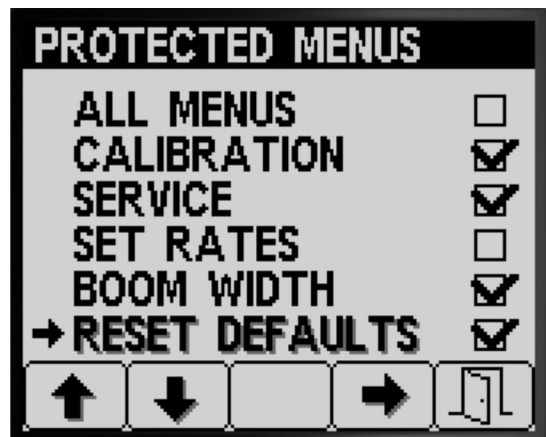 PROTECTED MENUS
ALL MENUS
CALIBRATION
SERVICE
SET RATES
BOOM WIDTH
RESET DEFAULTS